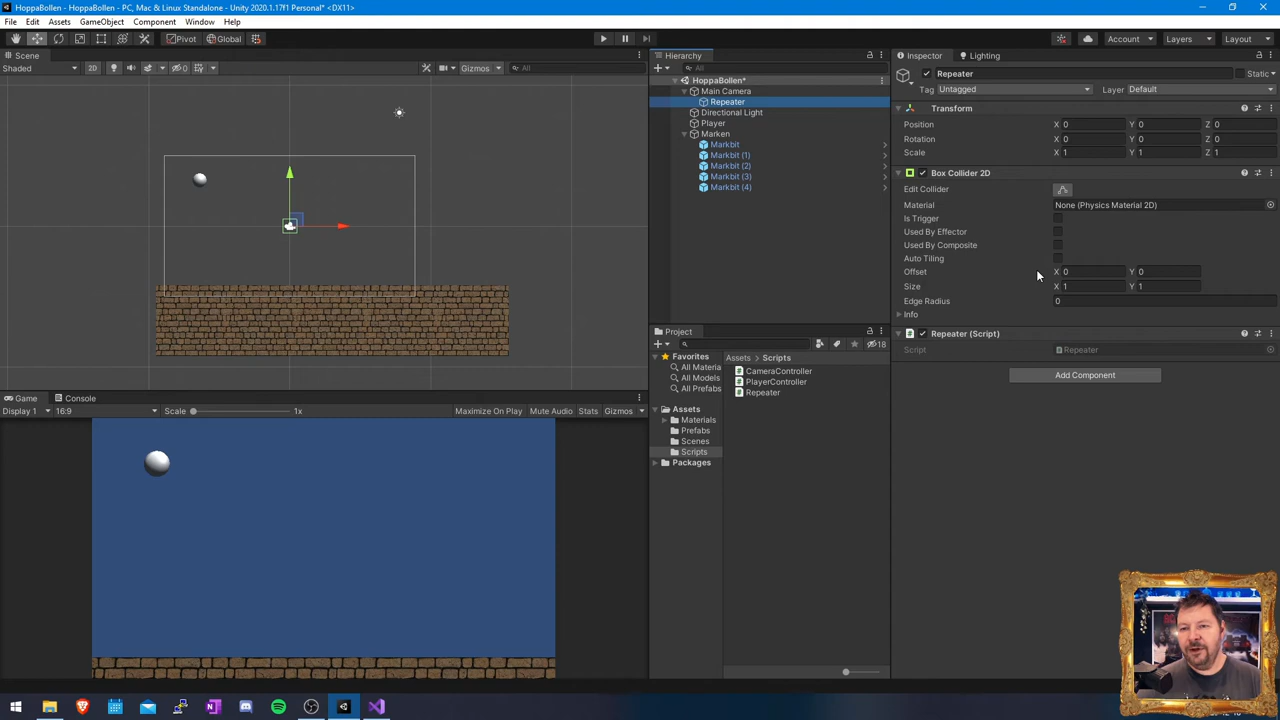 HoppaBollen - HoppaBollen - PC, Mac & Linux Standalone - Unity 2020.1.17f1 Personal* <DX11>
File Edit Assets GameObject Component Window Help
Pivot Global Account Layers Layout
Scene
Shaded 2D 0 Gizmos All
Hierarchy
All
HoppaBollen*
Main Camera
Repeater
Directional Light
Player
Marken
Markbit
Markbit (1)
Markbit (2)
Markbit (3)
Markbit (4)
Project
18
Favorites
All Materia
All Models
All Prefabs
Assets
Materials
Prefabs
Scenes
Scripts
Packages
Assets > Scripts
CameraController
PlayerController
Repeater
Inspector Lighting
Repeater Static
Tag Untagged Layer Default
Transform
Position X 0 Y 0 Z 0
Rotation X 0 Y 0 Z 0
Scale X 1 Y 1 Z 1
Box Collider 2D
Edit Collider
Material None (Physics Material 2D)
Is Trigger
Used By Effector
Used By Composite
Auto Tiling
Offset X 0 Y 0
Size X 1 Y 1
Edge Radius 0
Info
Repeater (Script)
Script Repeater
Add Component
Game Console
Display 1 16:9 Scale 1x Maximize On Play Mute Audio Stats Gizmos